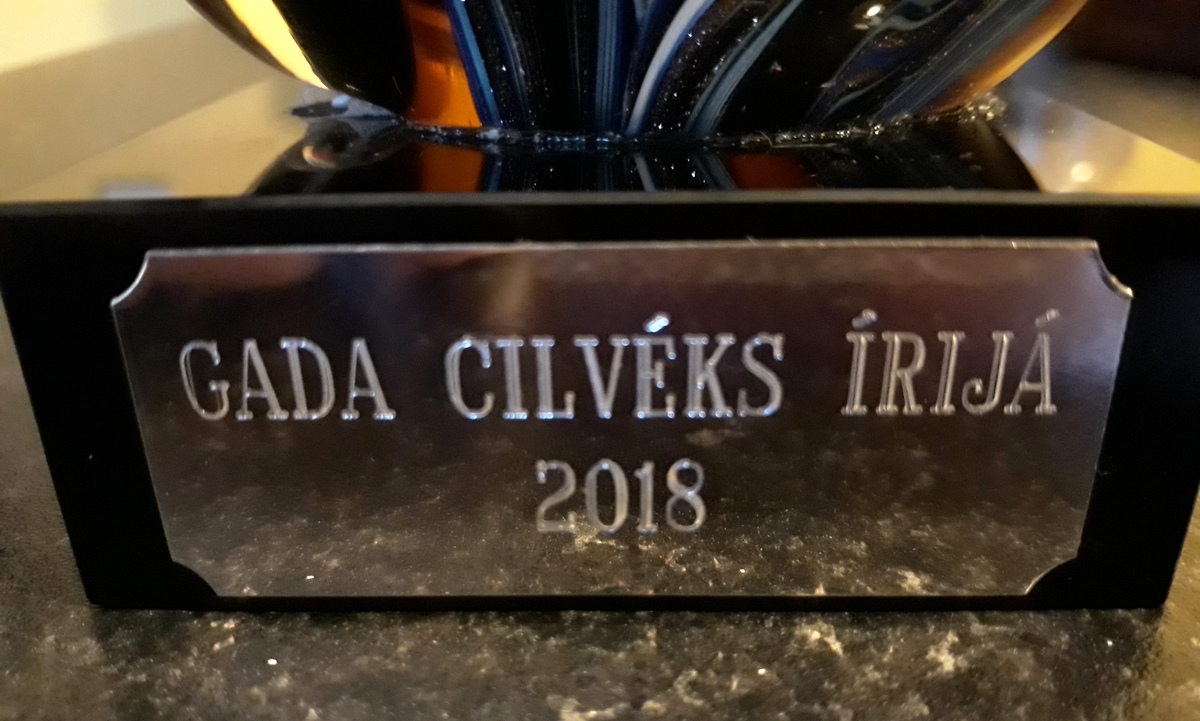 GADA CILVÉKS ÍRIJÁ
2018